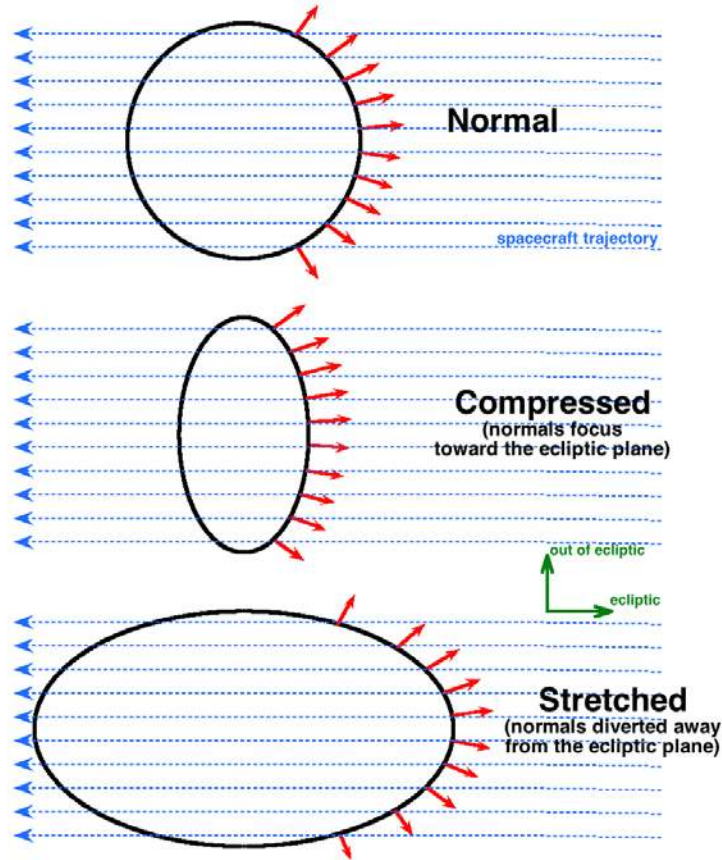 Normal
spacecraft trajectory
Compressed
(normals focus
toward the ecliptic plane)
out of ecliptic
ecliptic
Stretched
(normals diverted away
from the ecliptic plane)